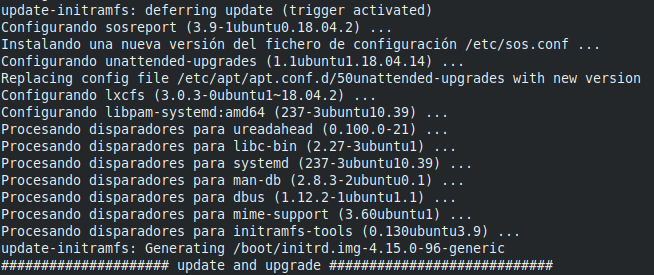 update-initramfs: deferring update (trigger activated)
Configurando sosreport (3.9-1ubuntu0.18.04.2) ...
Instalando una nueva versión del fichero de configuración /etc/sos.conf ...
Configurando unattended-upgrades (1.1ubuntu1.18.04.14) ...
Replacing config file /etc/apt/apt.conf.d/50unattended-upgrades with new version
Configurando lxcfs (3.0.3-0ubuntu1~18.04.2) ...
Configurando libpam-systemd:amd64 (237-3ubuntu10.39) ...
Procesando disparadores para ureadahead (0.100.0-21) ...
Procesando disparadores para libc-bin (2.27-3ubuntu1) ...
Procesando disparadores para systemd (237-3ubuntu10.39) ...
Procesando disparadores para man-db (2.8.3-2ubuntu0.1) ...
Procesando disparadores para dbus (1.12.2-1ubuntu1.1) ...
Procesando disparadores para mime-support (3.60ubuntu1) ...
Procesando disparadores para initramfs-tools (0.130ubuntu3.9) ...
update-initramfs: Generating /boot/initrd.img-4.15.0-96-generic
##################### update and upgrade ############################